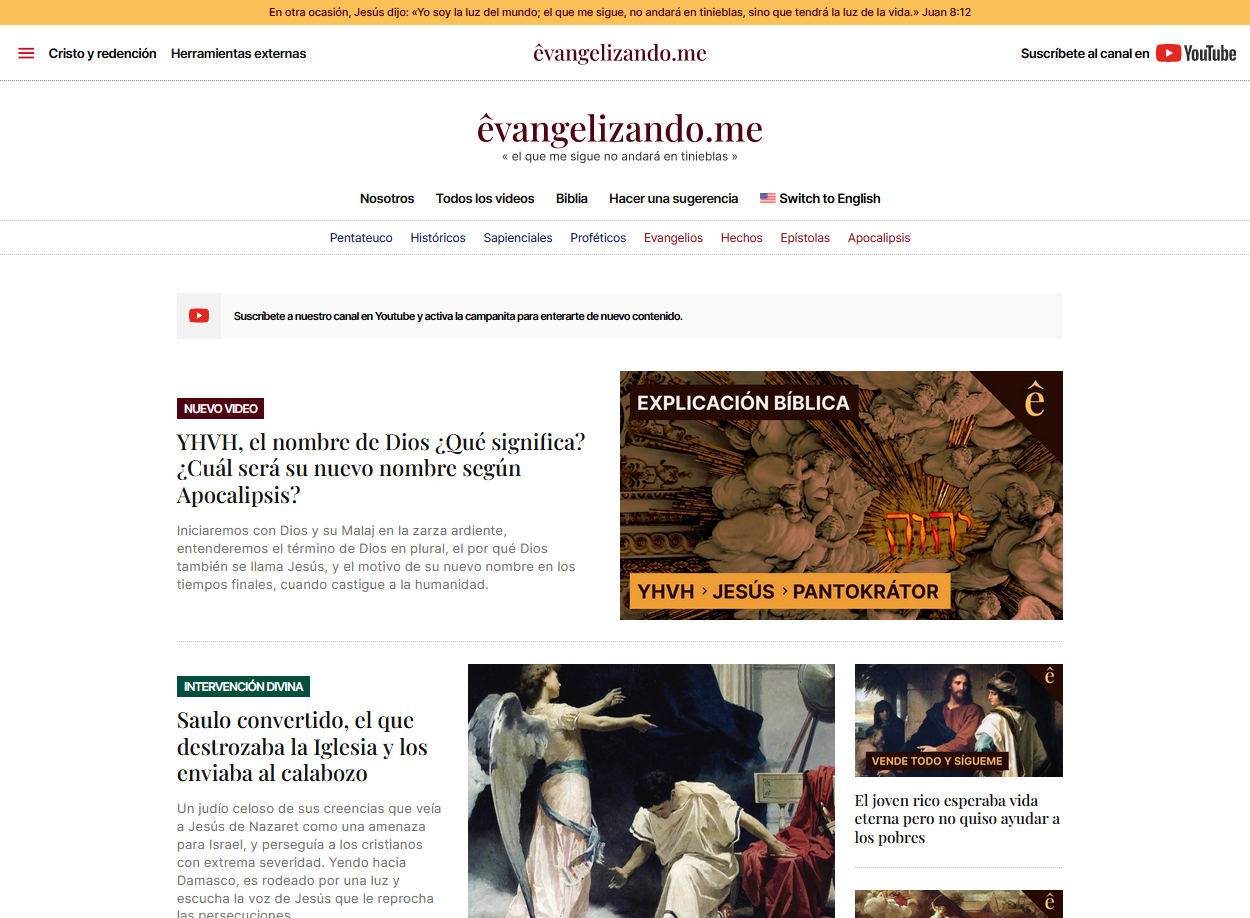 En otra ocasión, Jesús dijo: «Yo soy la luz del mundo; el que me sigue, no andará en tinieblas, sino que tendrá la luz de la vida.» Juan 8:12
Cristo y redención Herramientas externas êvangelizando.me Suscríbete al canal en YouTube
êvangelizando.me
« el que me sigue no andará en tinieblas »
Nosotros Todos los videos Biblia Hacer una sugerencia Switch to English
Pentateuco Históricos Sapienciales Proféticos Evangelios Hechos Epístolas Apocalipsis
Suscríbete a nuestro canal en Youtube y activa la campanita para enterarte de nuevo contenido.
NUEVO VIDEO
YHVH, el nombre de Dios ¿Qué significa?
¿Cuál será su nuevo nombre según
Apocalipsis?
Iniciaremos con Dios y su Malaj en la zarza ardiente,
entenderemos el término de Dios en plural, el por qué Dios
también se llama Jesús, y el motivo de su nuevo nombre en los
tiempos finales, cuando castigue a la humanidad.
EXPLICACIÓN BÍBLICA
ê
יהוה
YHVH › JESÚS › PANTOKRÁTOR
INTERVENCIÓN DIVINA
Saulo convertido, el que
destrozaba la Iglesia y los
enviaba al calabozo
Un judío celoso de sus creencias que veía
a Jesús de Nazaret como una amenaza
para Israel, y perseguía a los cristianos
con extrema severidad. Yendo hacia
Damasco, es rodeado por una luz y
escucha la voz de Jesús que le reprocha
las persecuciones
ê
VENDE TODO Y SÍGUEME
El joven rico esperaba vida
eterna pero no quiso ayudar a
los pobres
ê